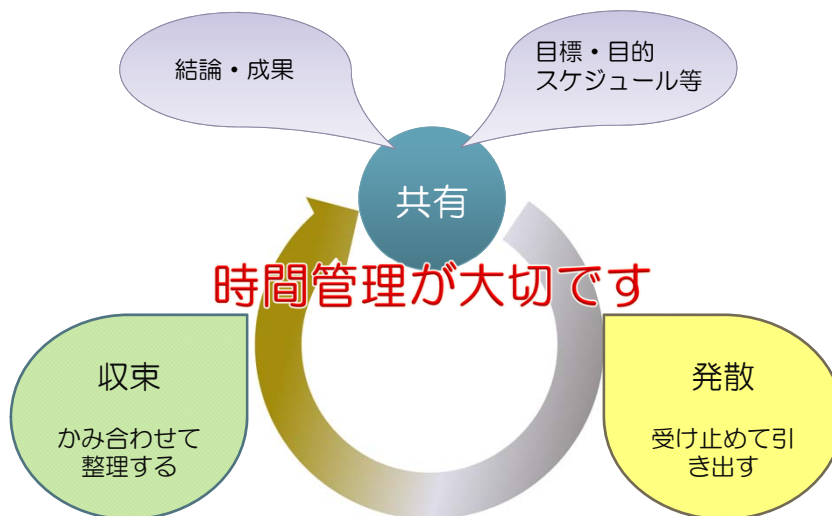 結論・成果
目標・目的
スケジュール等
共有
時間管理が大切です
収束
かみ合わせて
整理する
発散
受け止めて引
き出す